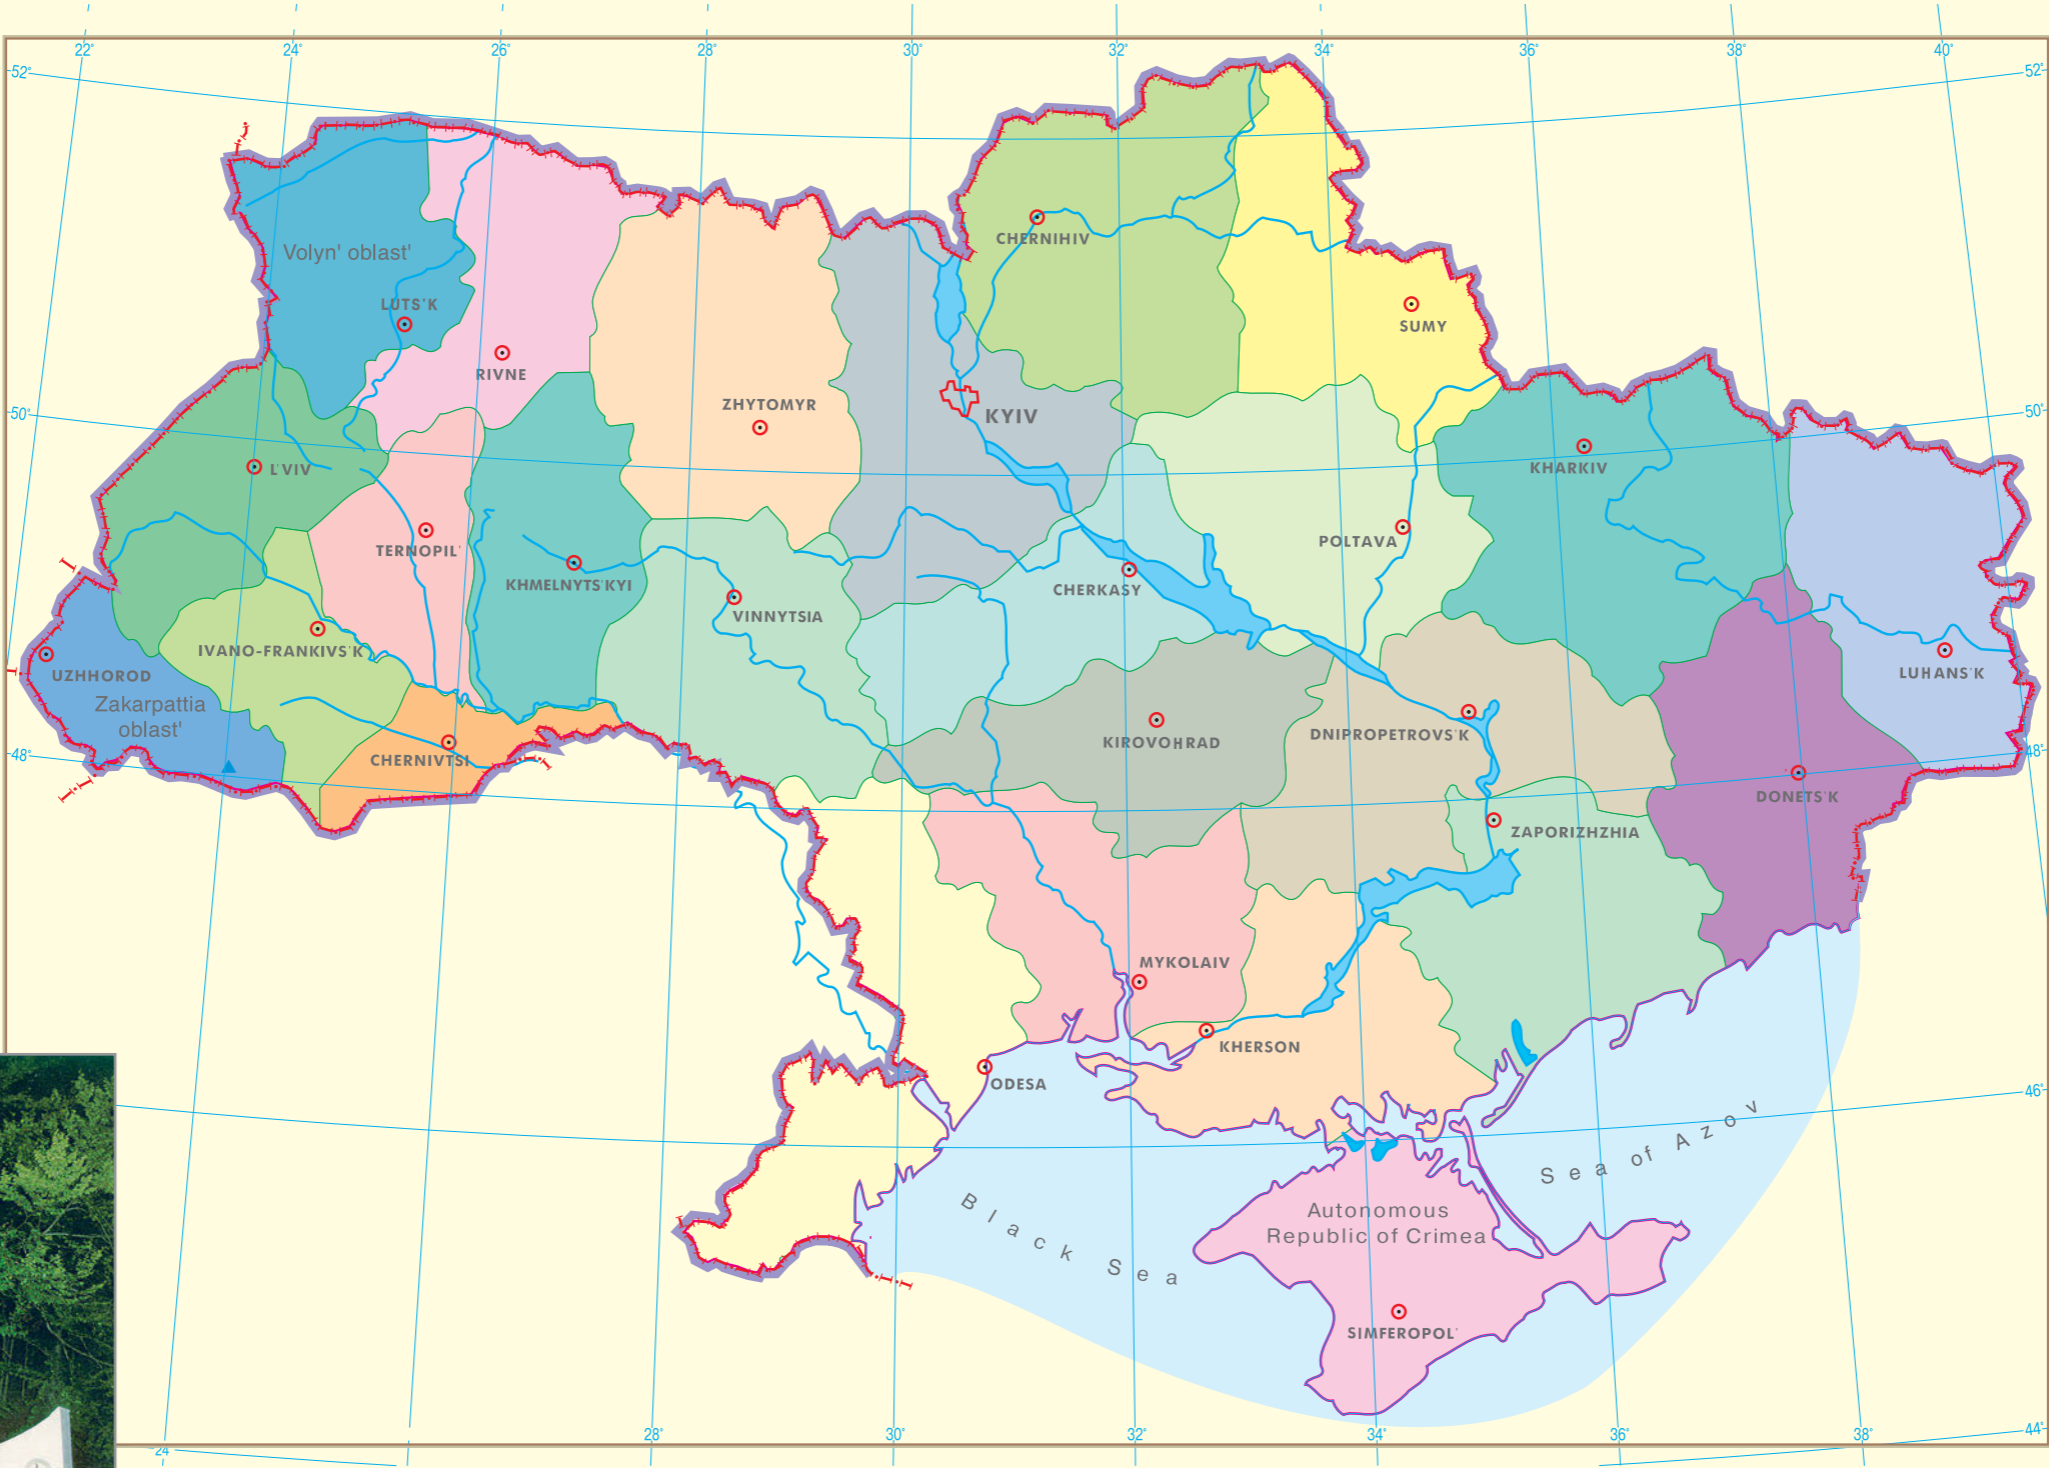 22° 24° 26° 28° 30° 32° 34° 36° 38° 40°
52° 52°
CHERNIHIV
Volyn' oblast'
LUTS'K
SUMY
RIVNE
ZHYTOMYR
KYIV
50° 50°
L'VIV
KHARKIV
TERNOPIL'
POLTAVA
KHMELNYTS'KYI
CHERKASY
VINNYTSIA
IVANO-FRANKIVS'K
UZHHOROD
LUHANS'K
Zakarpattia
oblast'
DNIPROPETROVS'K
KIROVOHRAD
48° 48°
CHERNIVTSI
DONETS'K
ZAPORIZHZHIA
MYKOLAIV
KHERSON
ODESA
46°
Sea of Azov
Black Sea
Autonomous
Republic of Crimea
SIMFEROPOL'
44°
24 28° 30° 32° 34° 36° 38°